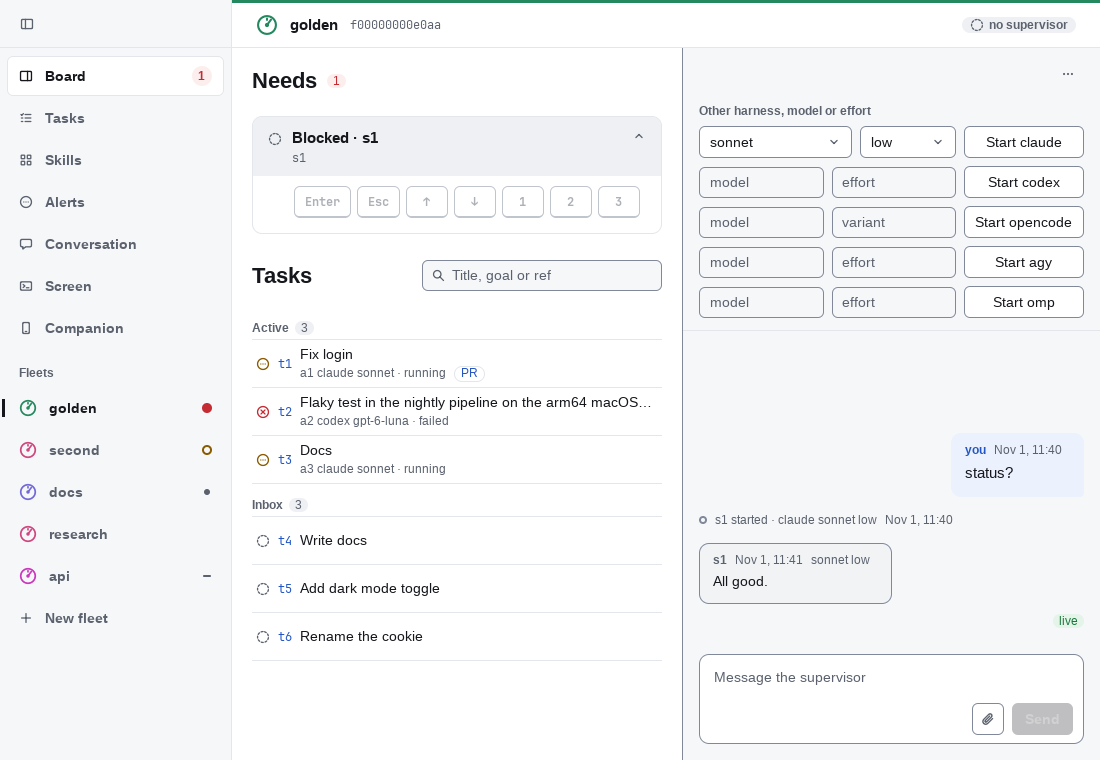 golden f00000000e0aa
no supervisor
Board 1
Tasks
Skills
Alerts
Conversation
Screen
Companion
Fleets
golden
second
docs
research
api
New fleet
Needs 1
Blocked · s1
s1
Enter Esc ↑ ↓ 1 2 3
Tasks
Title, goal or ref
Active 3
t1 Fix login
a1 claude sonnet · running PR
t2 Flaky test in the nightly pipeline on the arm64 macOS…
a2 codex gpt-6-luna · failed
t3 Docs
a3 claude sonnet · running
Inbox 3
t4 Write docs
t5 Add dark mode toggle
t6 Rename the cookie
Other harness, model or effort
sonnet low Start claude
model effort Start codex
model variant Start opencode
model effort Start agy
model effort Start omp
you Nov 1, 11:40
status?
s1 started · claude sonnet low Nov 1, 11:40
s1 Nov 1, 11:41 sonnet low
All good.
live
Message the supervisor
Send